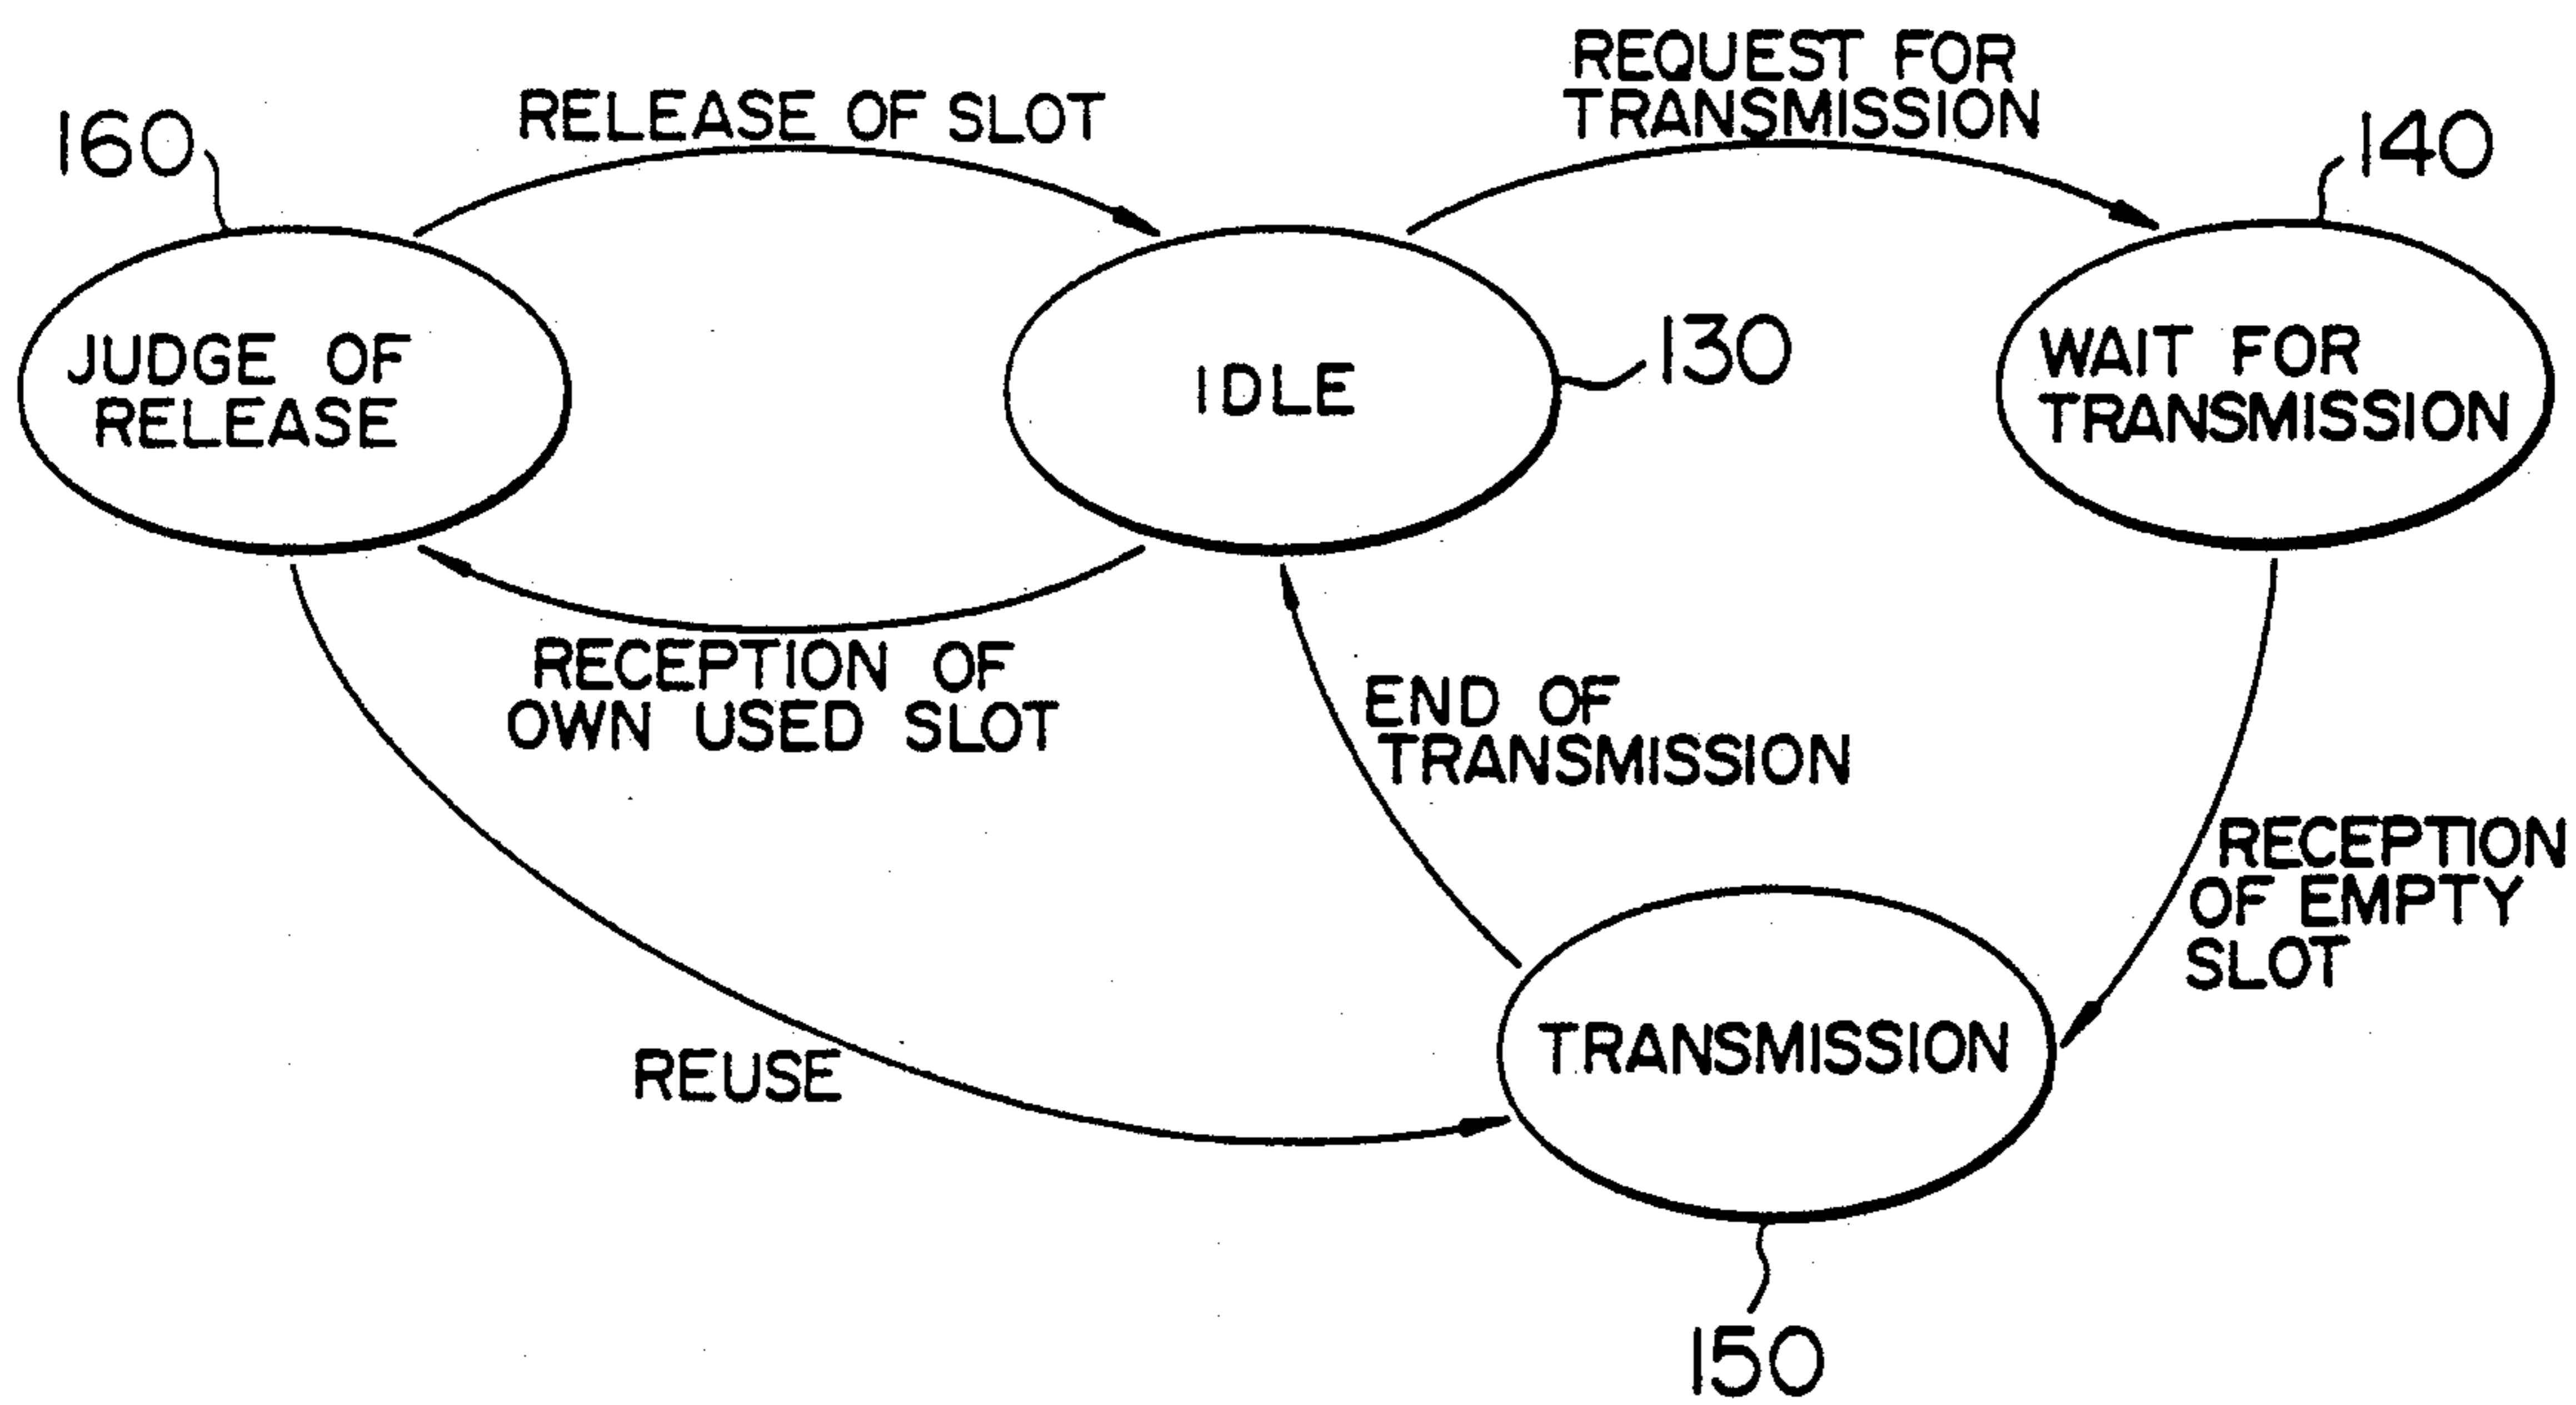 REQUEST FOR
TRANSMISSION
RELEASE OF SLOT
160
140
JUDGE OF
RELEASE
IDLE
130
WAIT FOR
TRANSMISSION
RECEPTION OF
OWN USED SLOT
END OF
TRANSMISSION
RECEPTION
OF EMPTY
SLOT
TRANSMISSION
REUSE
150